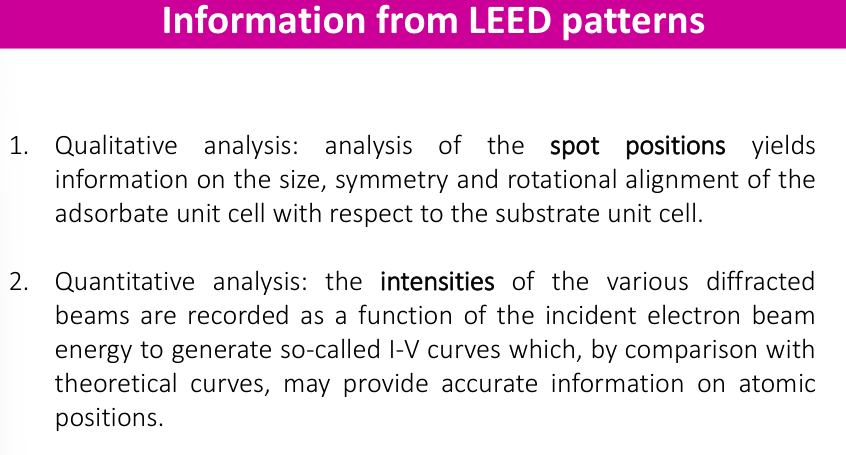 Information from LEED patterns
1. Qualitative analysis: analysis of the spot positions yields
information on the size, symmetry and rotational alignment of the
adsorbate unit cell with respect to the substrate unit cell.
2. Quantitative analysis: the intensities of the various diffracted
beams are recorded as a function of the incident electron beam
energy to generate so-called I-V curves which, by comparison with
theoretical curves, may provide accurate information on atomic
positions.